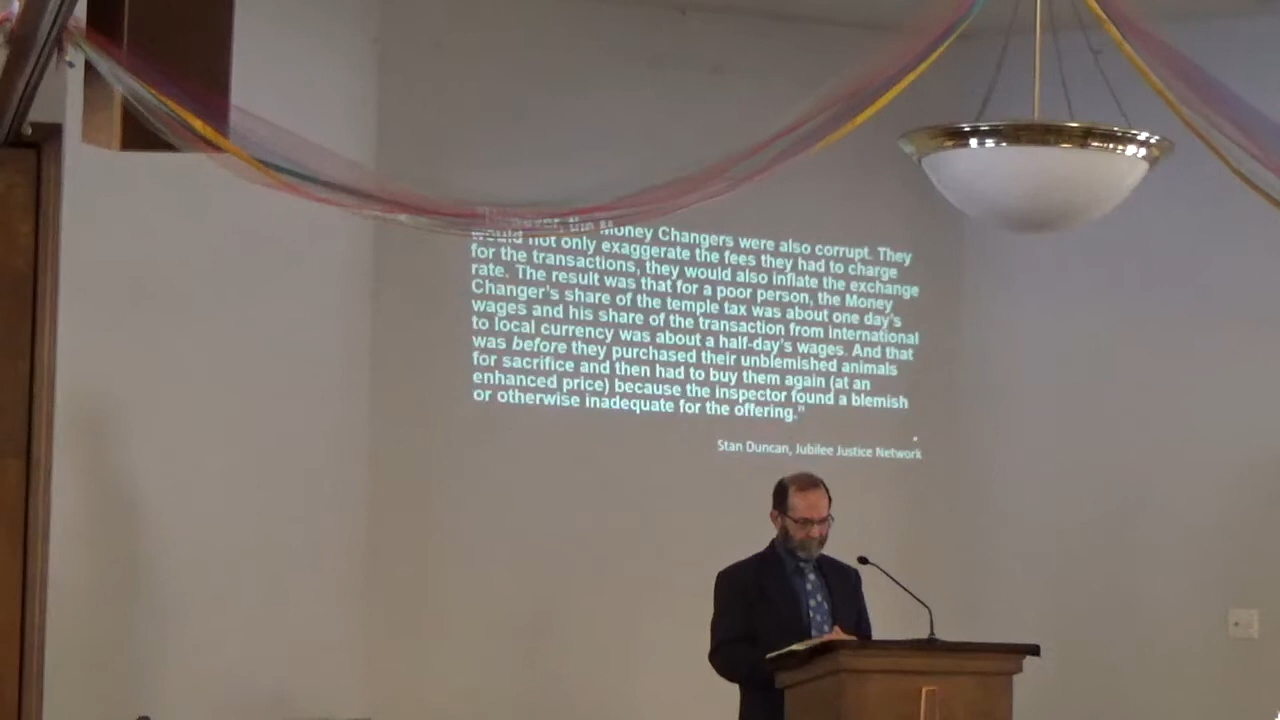 "However, the Money Changers were also corrupt. They
would not only exaggerate the fees they had to charge
for the transactions, they would also inflate the exchange
rate. The result was that for a poor person, the Money
Changer's share of the temple tax was about one day's
wages and his share of the transaction from international
to local currency was about a half-day's wages. And that
was before they purchased their unblemished animals
for sacrifice and then had to buy them again (at an
enhanced price) because the inspector found a blemish
or otherwise inadequate for the offering."
Stan Duncan, Jubilee Justice Network